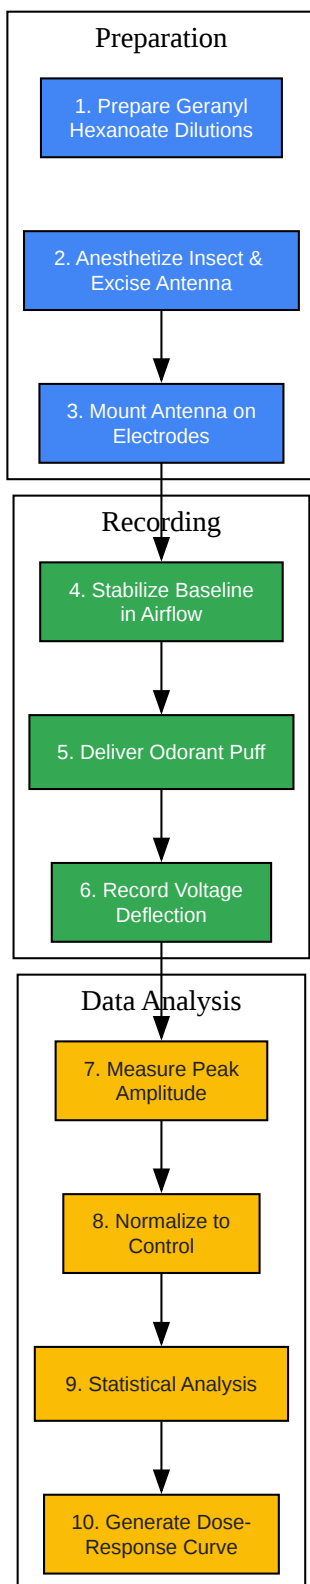 Preparation
1. Prepare Geranyl
Hexanoate Dilutions
2. Anesthetize Insect &
Excise Antenna
3. Mount Antenna on
Electrodes
Recording
4. Stabilize Baseline
in Airflow
5. Deliver Odorant Puff
6. Record Voltage
Deflection
Data Analysis
7. Measure Peak
Amplitude
8. Normalize to
Control
9. Statistical Analysis
10. Generate Dose-
Response Curve